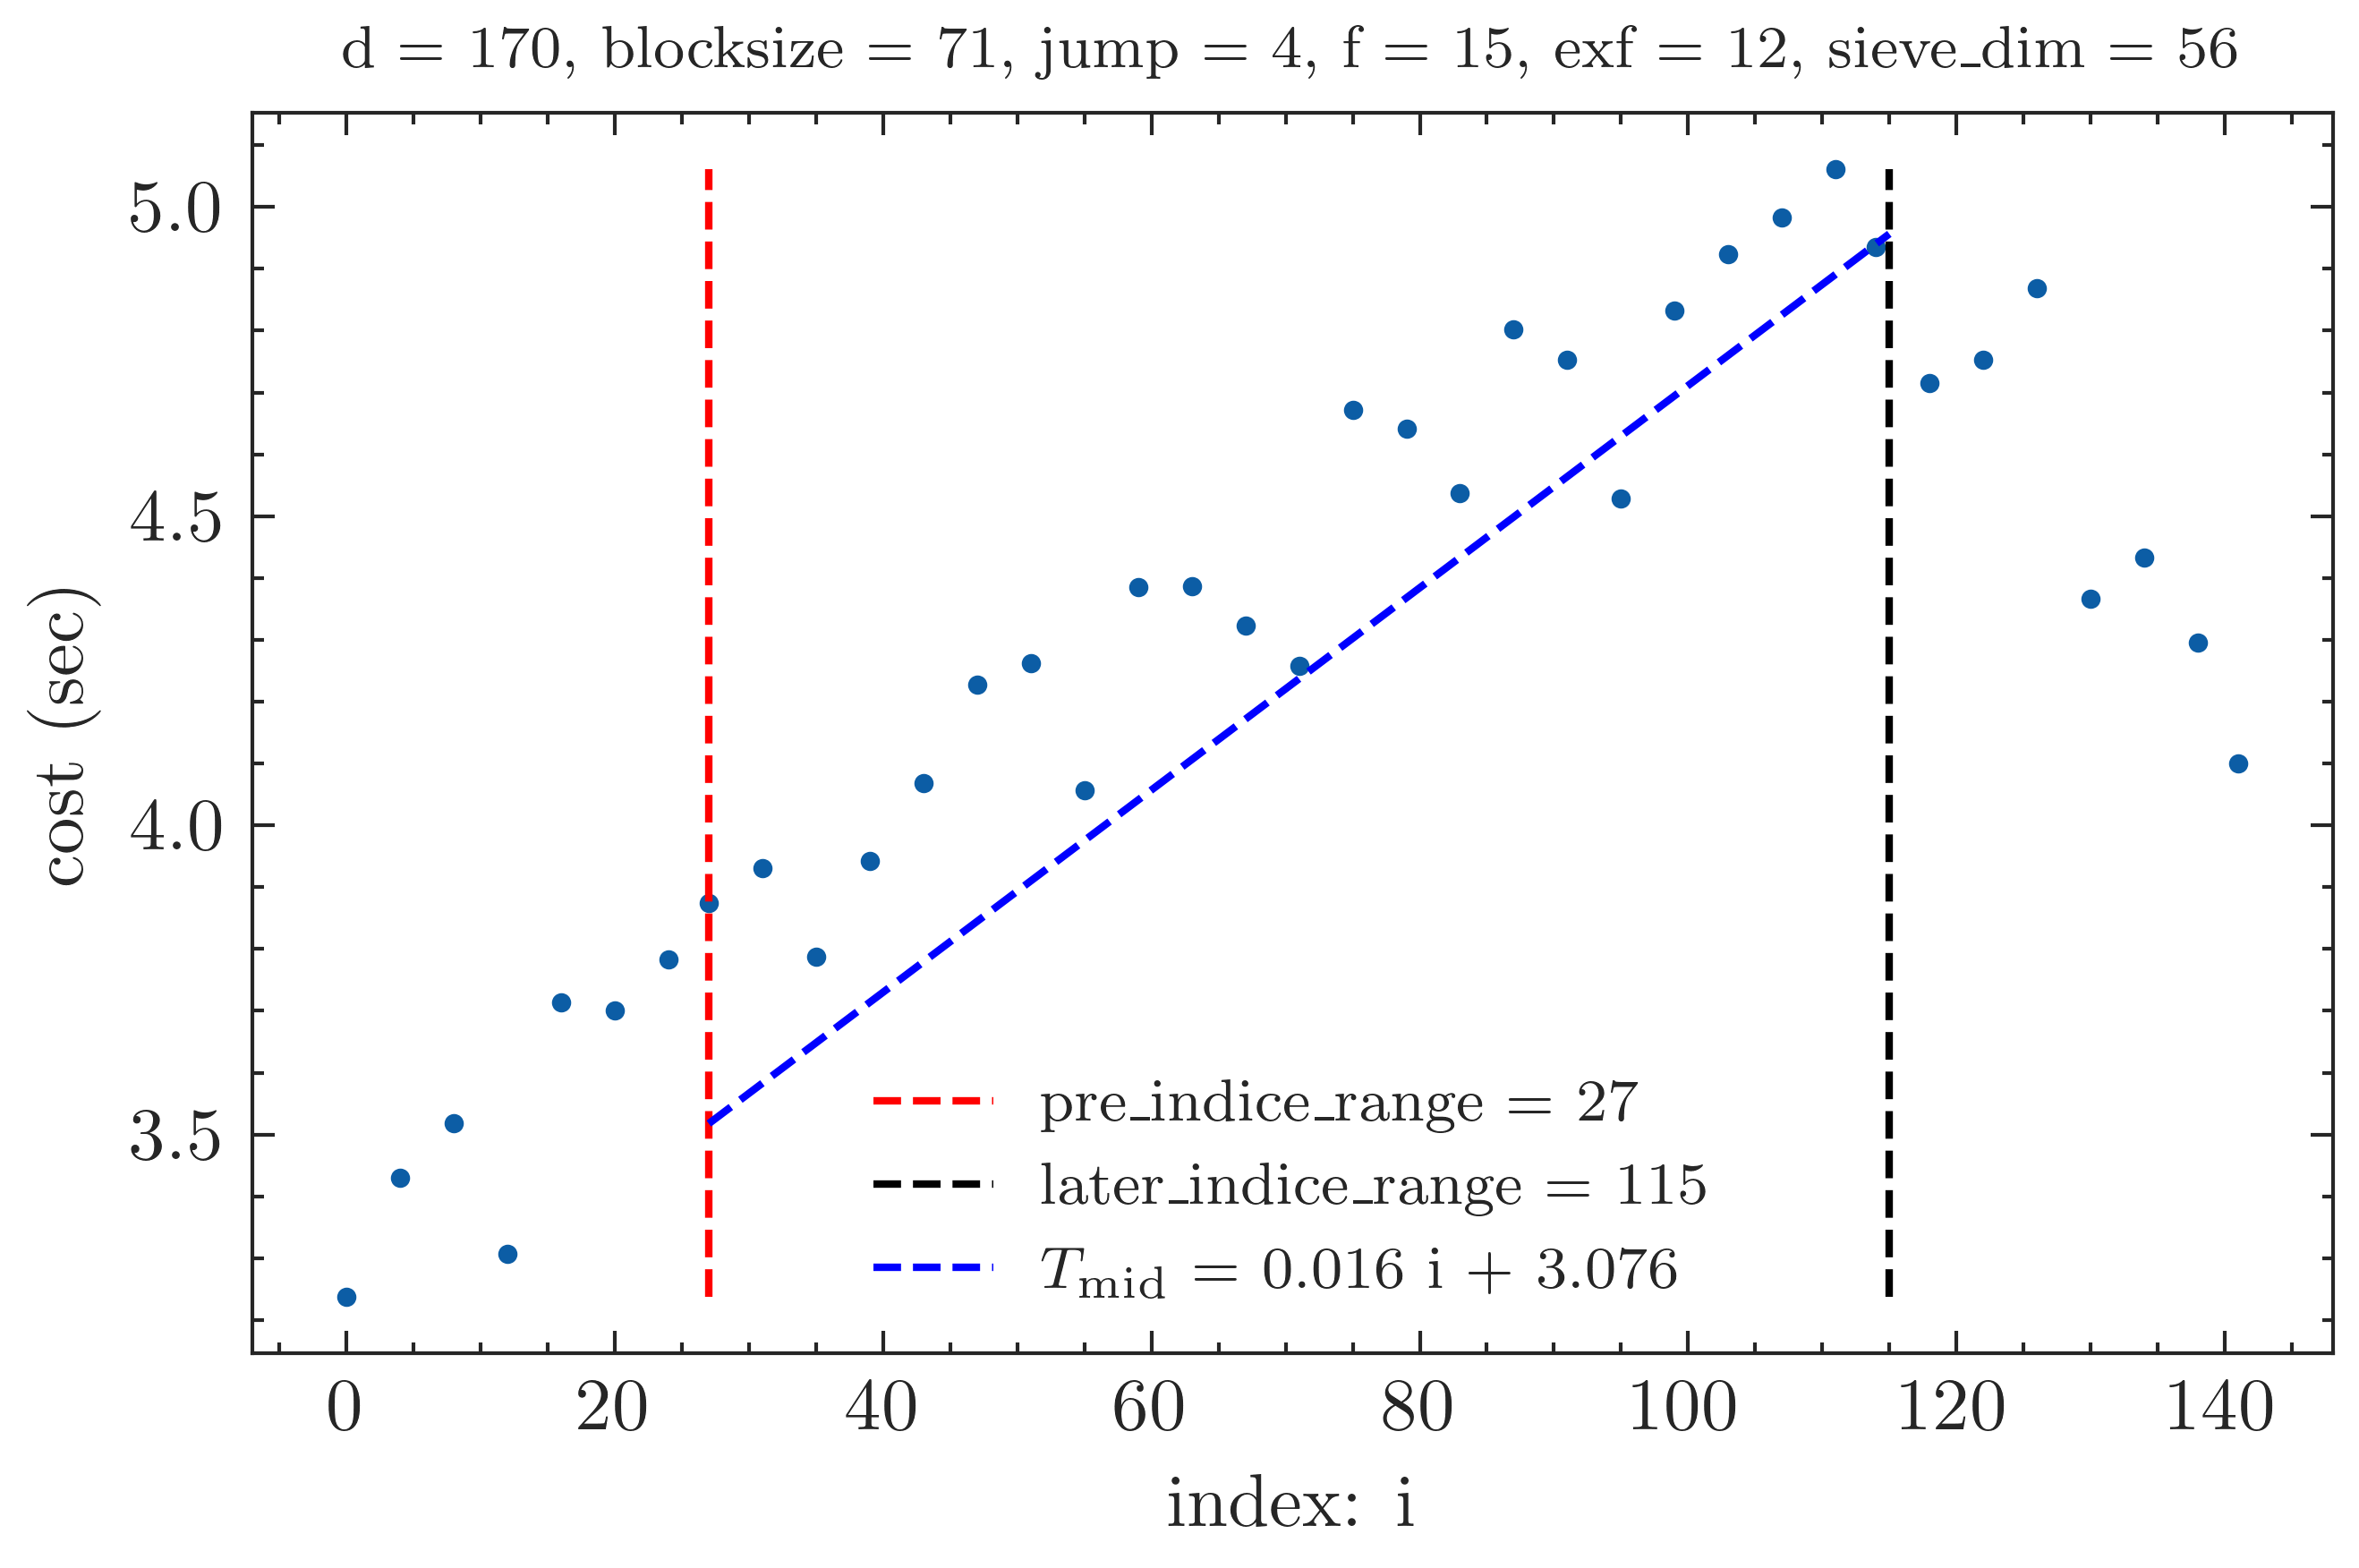 d = 170, blocksize = 71, jump = 4, f = 15, exf = 12, sieve_dim = 56
5.0
4.5
4.0
3.5
cost (sec)
pre_indice_range = 27
later_indice_range = 115
T_mid = 0.016 i + 3.076
0 20 40 60 80 100 120 140
index: i